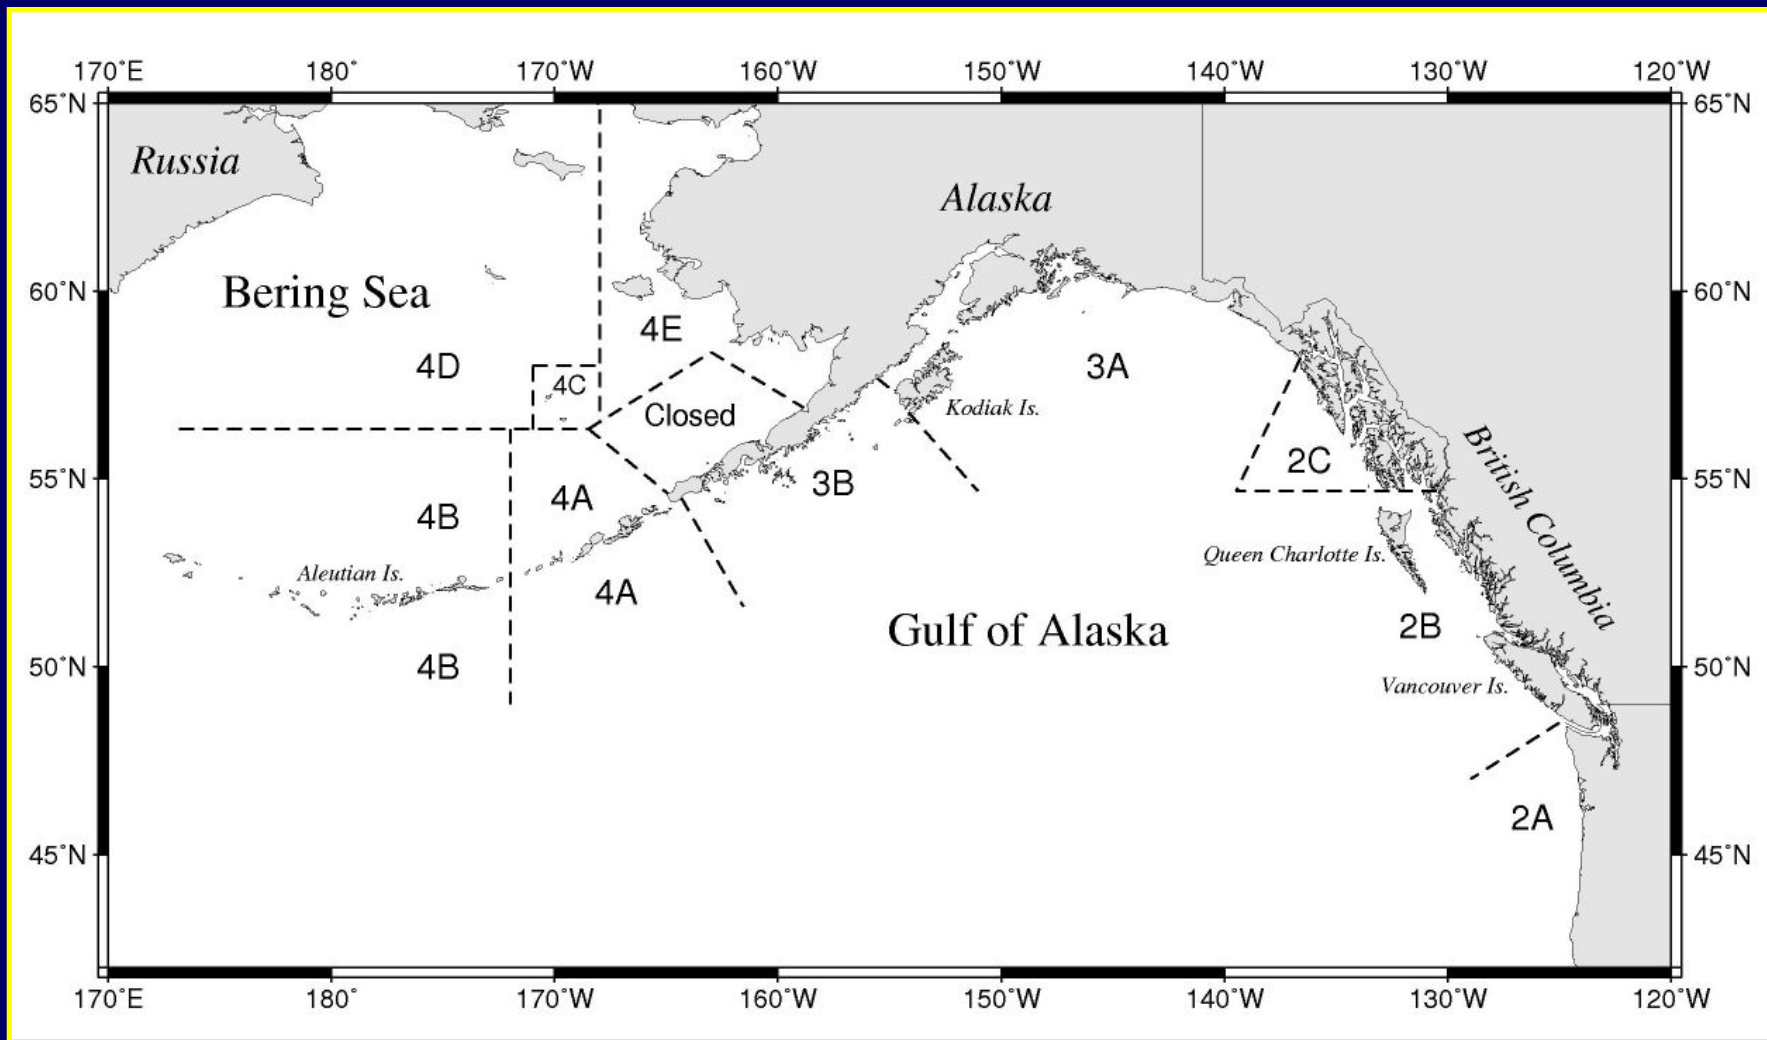 170°E 180° 170°W 160°W 150°W 140°W 130°W 120°W
65°N 65°N
Russia
Alaska
60°N Bering Sea 60°N
4E
4D 4C 3A
Closed Kodiak Is.
British Columbia
55°N 4A 3B 2C 55°N
4B
Queen Charlotte Is.
Aleutian Is.
4A
Gulf of Alaska 2B
50°N 4B 50°N
Vancouver Is.
2A
45°N 45°N
170°E 180° 170°W 160°W 150°W 140°W 130°W 120°W